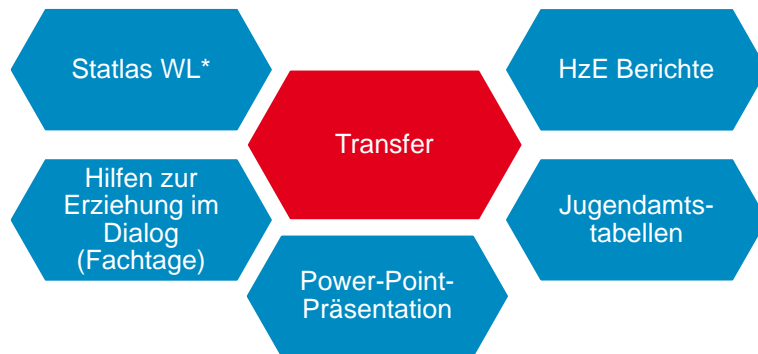 Statlas WL*
HzE Berichte
Transfer
Hilfen zur
Erziehung im
Dialog
(Fachtage)
Jugendamts-
tabellen
Power-Point-
Präsentation